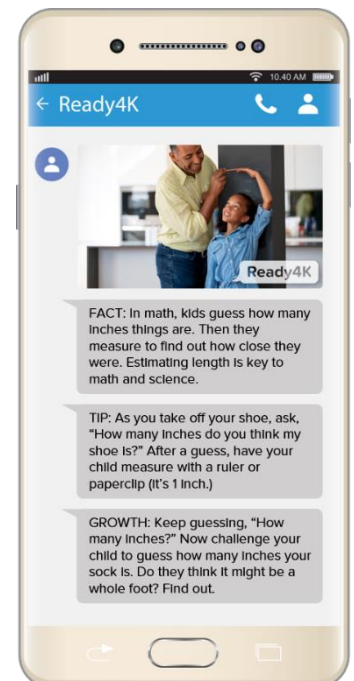 10.40 AM
← Ready4K
Ready4K
FACT: In math, kids guess how many
inches things are. Then they
measure to find out how close they
were. Estimating length is key to
math and science.
TIP: As you take off your shoe, ask,
“How many inches do you think my
shoe is?” After a guess, have your
child measure with a ruler or
paperclip (it’s 1 inch.)
GROWTH: Keep guessing, “How
many inches?” Now challenge your
child to guess how many inches your
sock is. Do they think it might be a
whole foot? Find out.